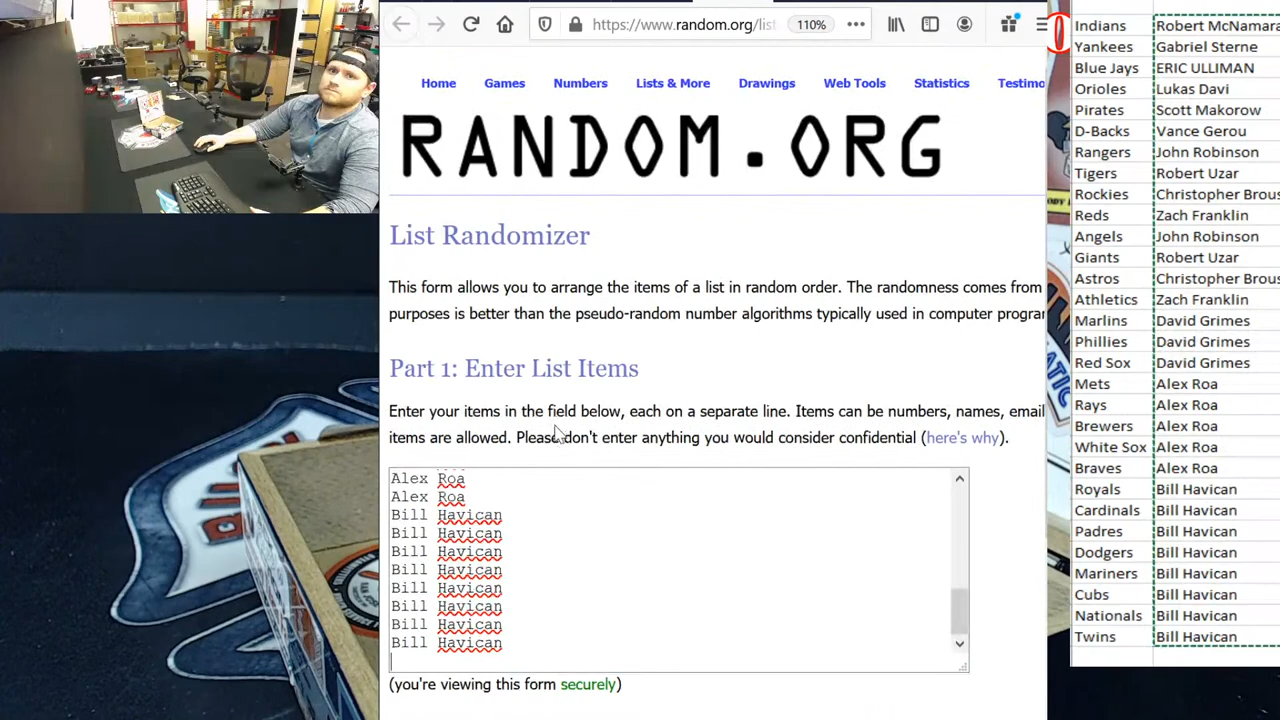 https://www.random.org/list
110%
Home Games Numbers Lists & More Drawings Web Tools Statistics Testimo
RANDOM.ORG
List Randomizer
This form allows you to arrange the items of a list in random order. The randomness comes from
purposes is better than the pseudo-random number algorithms typically used in computer progra
Part 1: Enter List Items
Enter your items in the field below, each on a separate line. Items can be numbers, names, email
items are allowed. Please don't enter anything you would consider confidential (here's why).
Alex Roa
Alex Roa
Bill Havican
Bill Havican
Bill Havican
Bill Havican
Bill Havican
Bill Havican
Bill Havican
Bill Havican
(you're viewing this form securely)
Indians Robert McNamara
Yankees Gabriel Sterne
Blue Jays ERIC ULLIMAN
Orioles Lukas Davi
Pirates Scott Makorow
D-Backs Vance Gerou
Rangers John Robinson
Tigers Robert Uzar
Rockies Christopher Brous
Reds Zach Franklin
Angels John Robinson
Giants Robert Uzar
Astros Christopher Brous
Athletics Zach Franklin
Marlins David Grimes
Phillies David Grimes
Red Sox David Grimes
Mets Alex Roa
Rays Alex Roa
Brewers Alex Roa
White Sox Alex Roa
Braves Alex Roa
Royals Bill Havican
Cardinals Bill Havican
Padres Bill Havican
Dodgers Bill Havican
Mariners Bill Havican
Cubs Bill Havican
Nationals Bill Havican
Twins Bill Havican